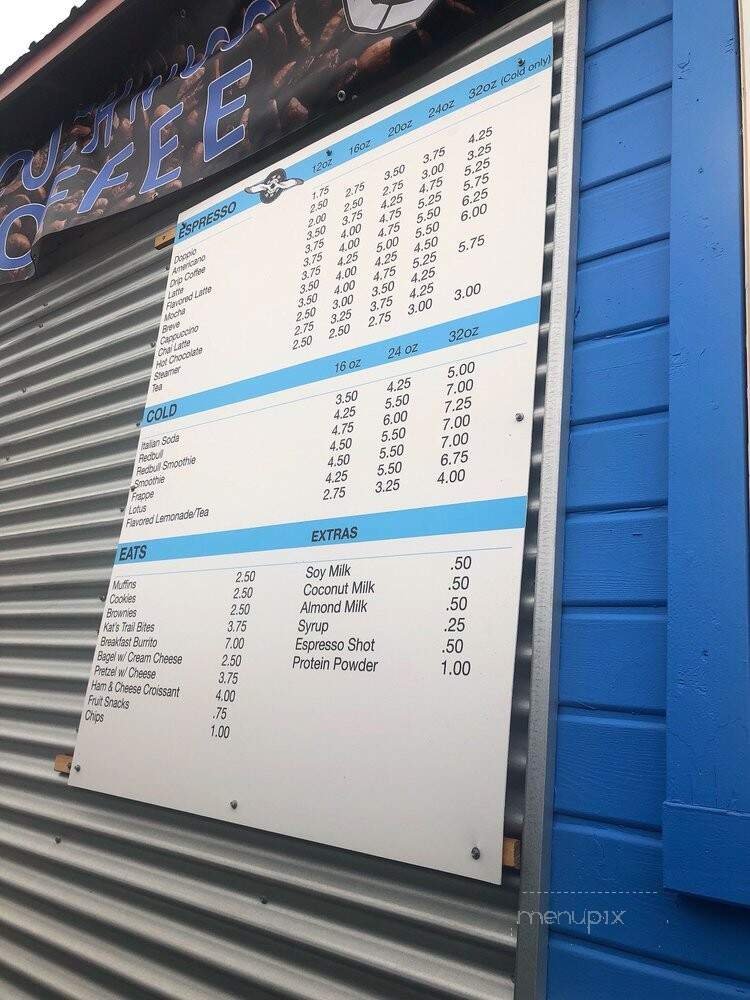 COFFEE
ESPRESSO 12oz 16oz 20oz 24oz 32oz (Cold only)
Doppio 1.75
Americano 2.50 2.75 3.50 3.75 4.25
Drip Coffee 2.00 2.50 2.75 3.00 3.25
Latte 3.50 3.75 4.25 4.75 5.25
Flavored Latte 3.75 4.00 4.75 5.25 5.75
Mocha 3.75 4.00 4.75 5.50 6.25
Breve 3.75 4.25 5.00 5.50 6.00
Cappuccino 3.50 4.00 4.25 4.50
Chai Latte 3.50 4.00 4.75 5.25 5.75
Hot Chocolate 2.50 3.00 3.50 4.25
Steamer 2.75 3.25 3.75 4.25
Tea 2.50 2.50 2.75 3.00 3.00
COLD 16 oz 24 oz 32oz
Italian Soda 3.50 4.25 5.00
Redbull 4.25 5.50 7.00
Redbull Smoothie 4.75 6.00 7.25
Smoothie 4.50 5.50 7.00
Frappe 4.50 5.50 7.00
Lotus 4.25 5.50 6.75
Flavored Lemonade/Tea 2.75 3.25 4.00
EATS
Muffins 2.50
Cookies 2.50
Brownies 2.50
Kat's Trail Bites 3.75
Breakfast Burrito 7.00
Bagel w/ Cream Cheese 2.50
Pretzel w/ Cheese 3.75
Ham & Cheese Croissant 4.00
Fruit Snacks .75
Chips 1.00
EXTRAS
Soy Milk .50
Coconut Milk .50
Almond Milk .50
Syrup .25
Espresso Shot .50
Protein Powder 1.00
menupix